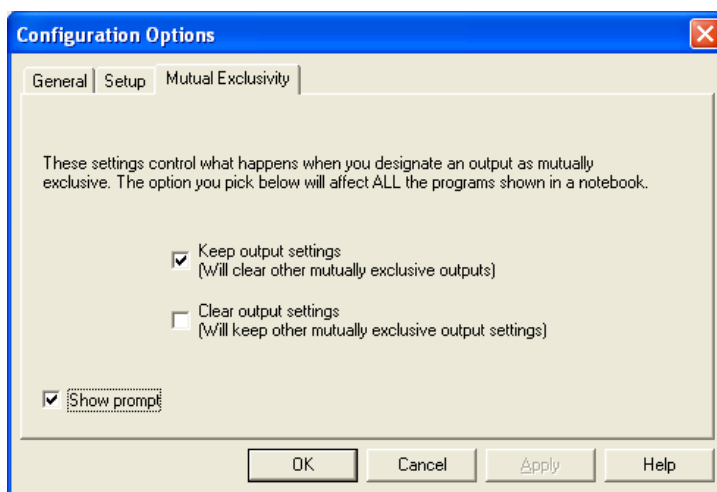 Configuration Options
General
Setup
Mutual Exclusivity
These settings control what happens when you designate an output as mutually
exclusive. The option you pick below will affect ALL the programs shown in a notebook.
Keep output settings
(Will clear other mutually exclusive outputs)
Clear output settings
(Will keep other mutually exclusive output settings)
Show prompt
OK
Cancel
Apply
Help